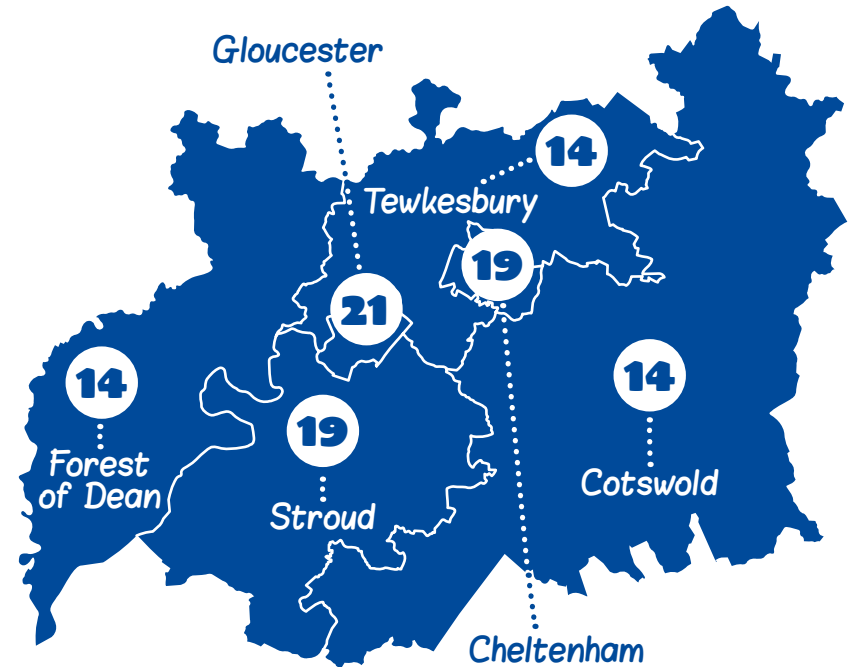 Gloucester
14
Tewkesbury
19
21
14
Forest
of Dean
19
Stroud
14
Cotswold
Cheltenham